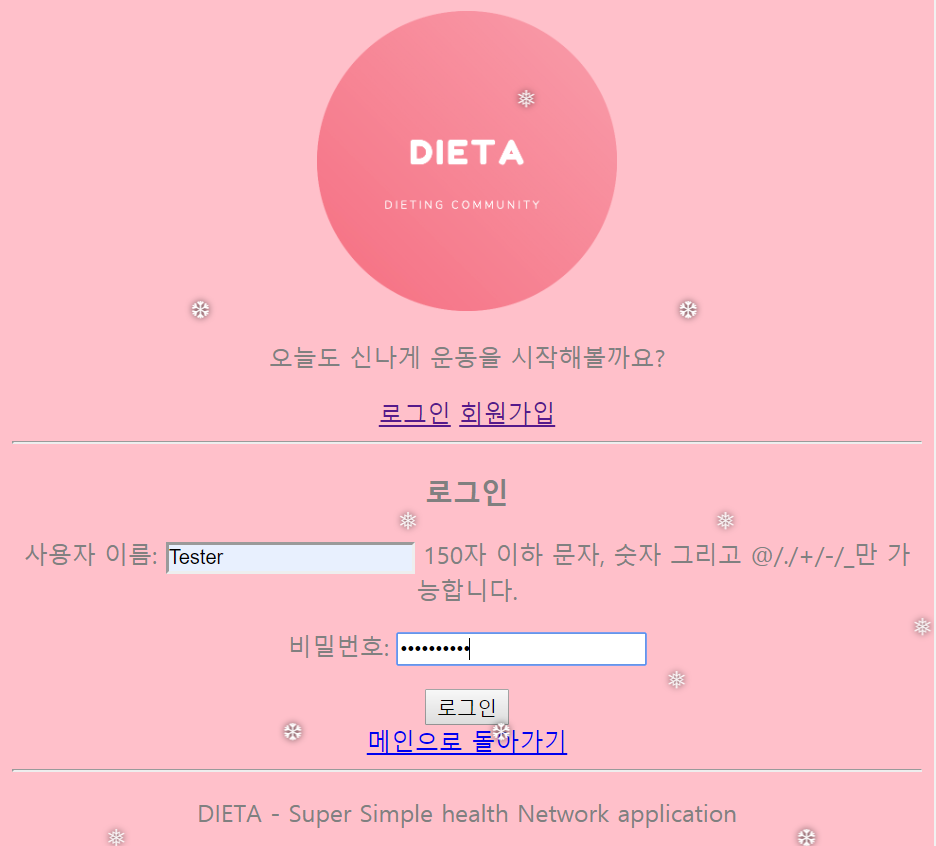 DIETA
DIETING COMMUNITY
오늘도 신나게 운동을 시작해볼까요?
로그인 회원가입
로그인
사용자 이름: Tester 150자 이하 문자, 숫자 그리고 @/./+/-/_만 가
능합니다.
비밀번호: ••••••••••
로그인
메인으로 돌아가기
DIETA - Super Simple health Network application